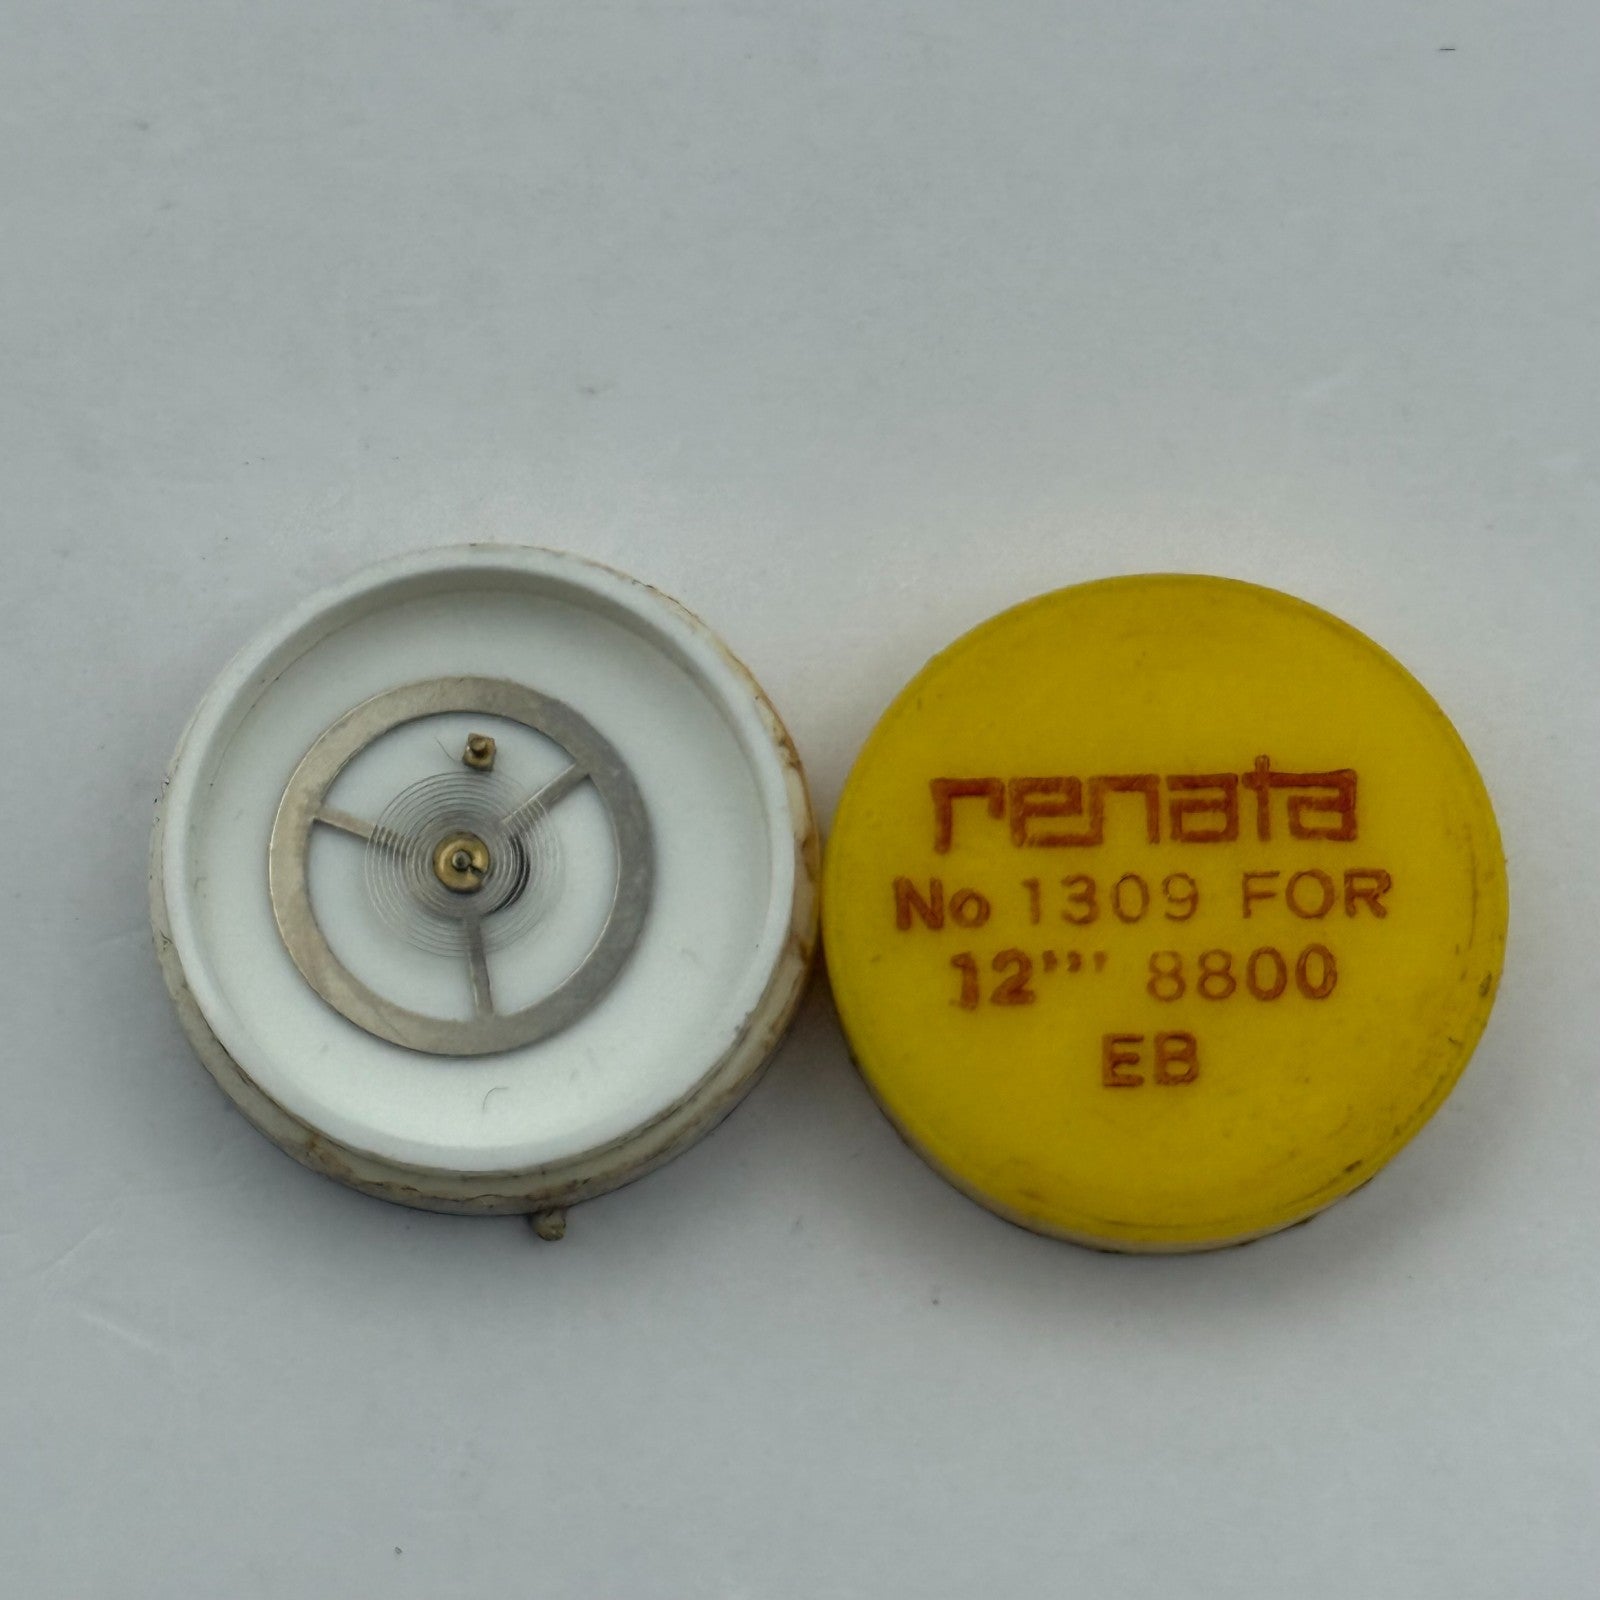 renata
No 1309 FOR
12''' 8800
EB